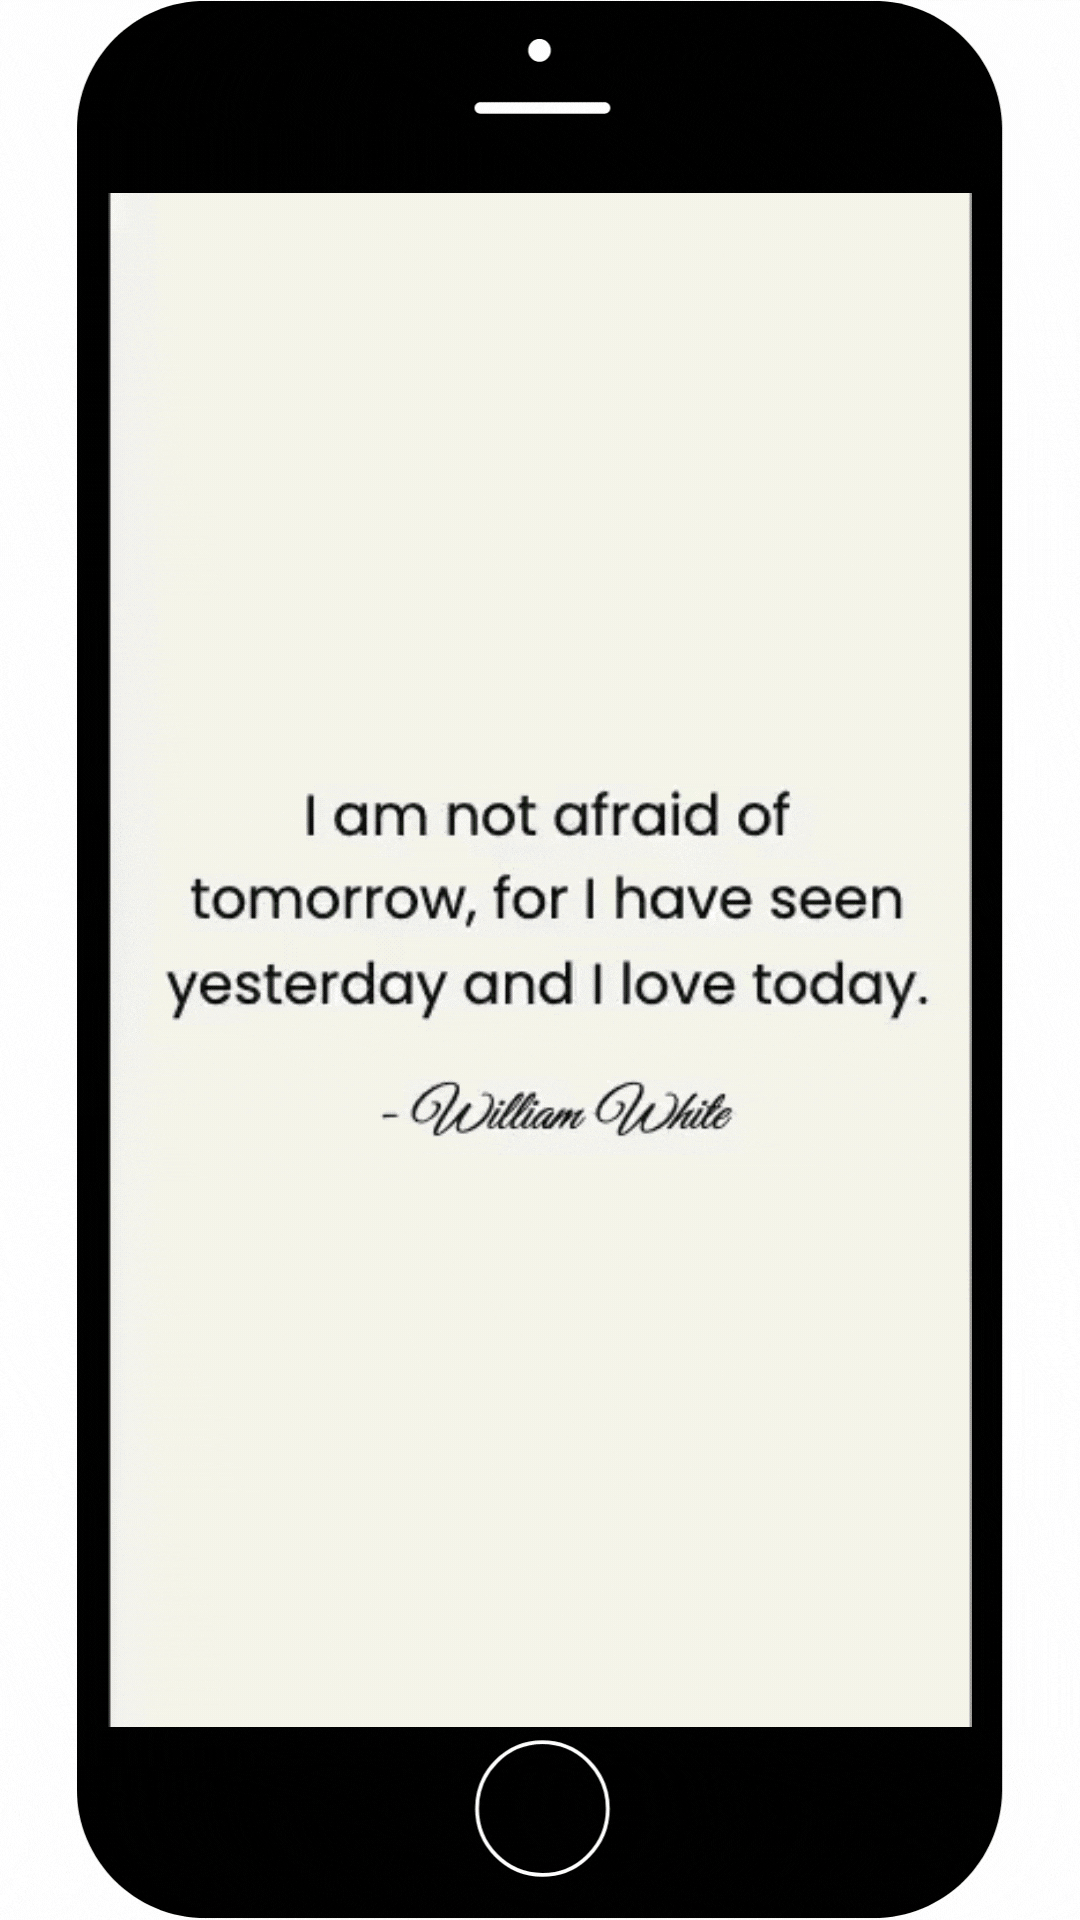 I am not afraid of
tomorrow, for I have seen
yesterday and I love today.
- William White